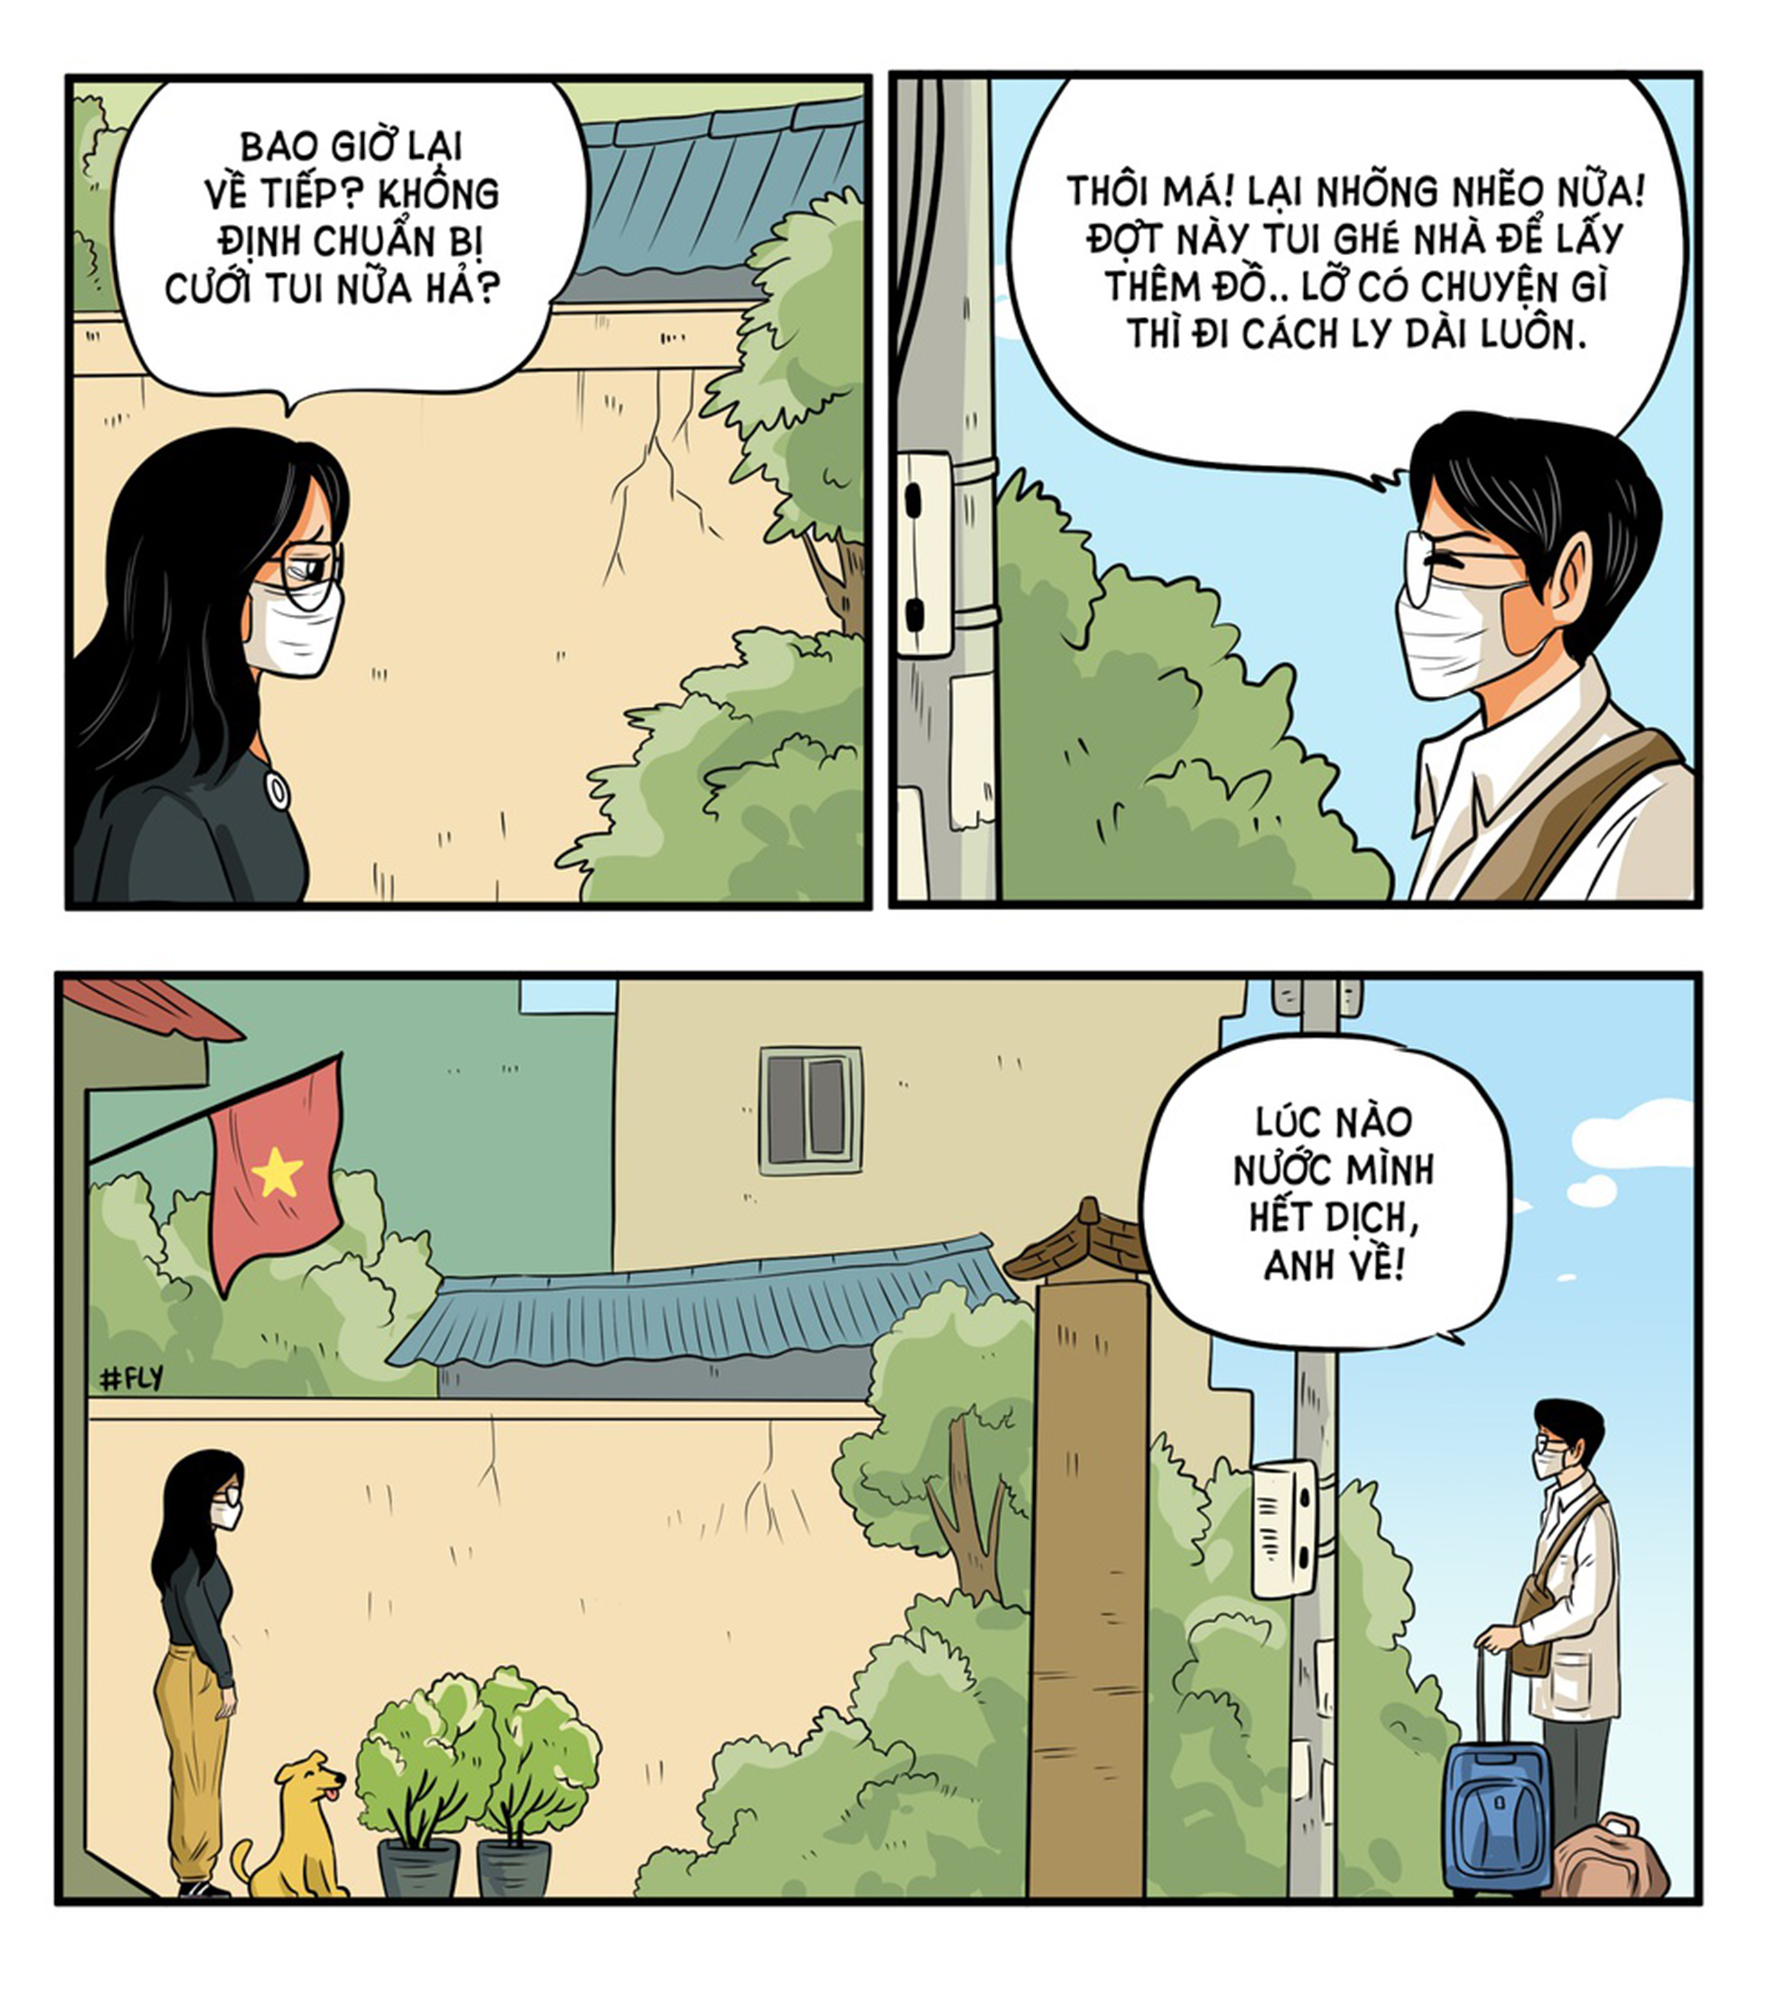 BAO GIỜ LẠI
VỀ TIẾP? KHÔNG
ĐỊNH CHUẨN BỊ
CƯỚI TUI NỮA HẢ?
THÔI MÁ! LẠI NHÕNG NHẼO NỮA!
ĐỢT NÀY TUI GHÉ NHÀ ĐỂ LẤY
THÊM ĐỒ.. LỠ CÓ CHUYỆN GÌ
THÌ ĐI CÁCH LY DÀI LUÔN.
LÚC NÀO
NƯỚC MÌNH
HẾT DỊCH,
ANH VỀ!
#FLY